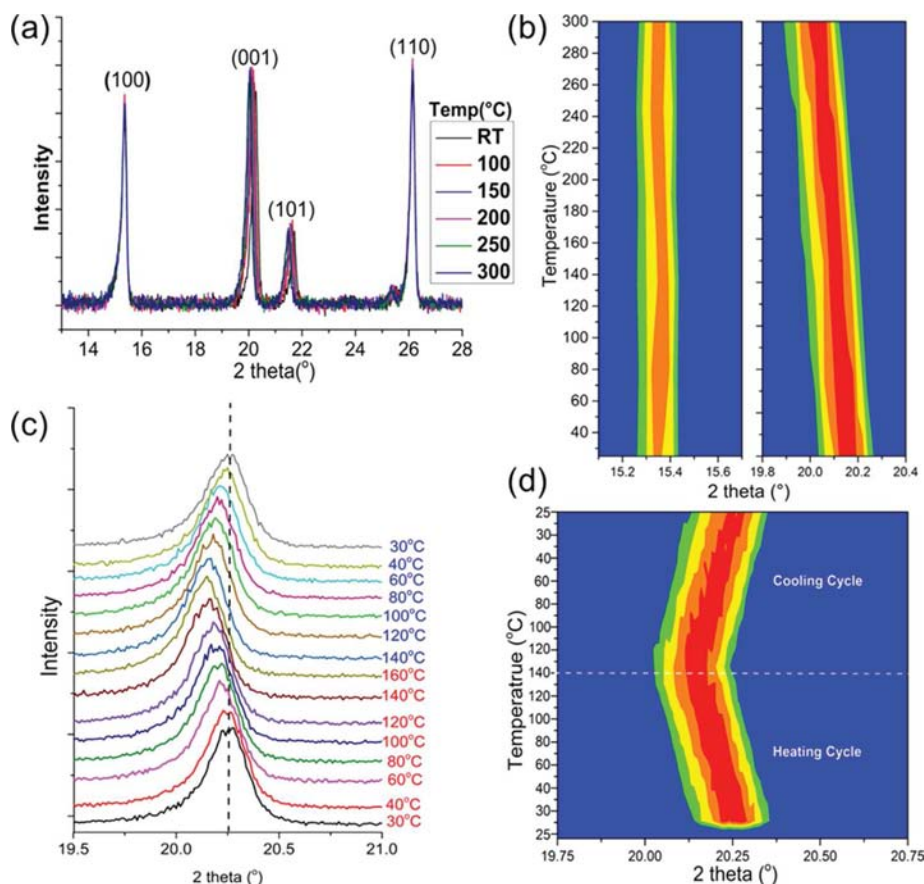 (a)
(100)
(001)
(101)
(110)
Temp(°C)
RT
100
150
200
250
300
Intensity
14 16 18 20 22 24 26 28
2 theta(°)
(b)
300
280
260
240
220
200
180
160
140
120
100
80
60
40
Temperature (°C)
15.2 15.4 15.6 19.8 20.0 20.2 20.4
2 theta (°)
(c)
30°C
40°C
60°C
80°C
100°C
120°C
140°C
160°C
140°C
120°C
100°C
80°C
60°C
40°C
30°C
Intensity
19.5 20.0 20.5 21.0
2 theta (°)
(d)
25
30
40
60
80
100
120
140
120
100
80
60
40
30
25
Temperatrue (°C)
Cooling Cycle
Heating Cycle
19.75 20.00 20.25 20.50 20.75
2 theta (°)